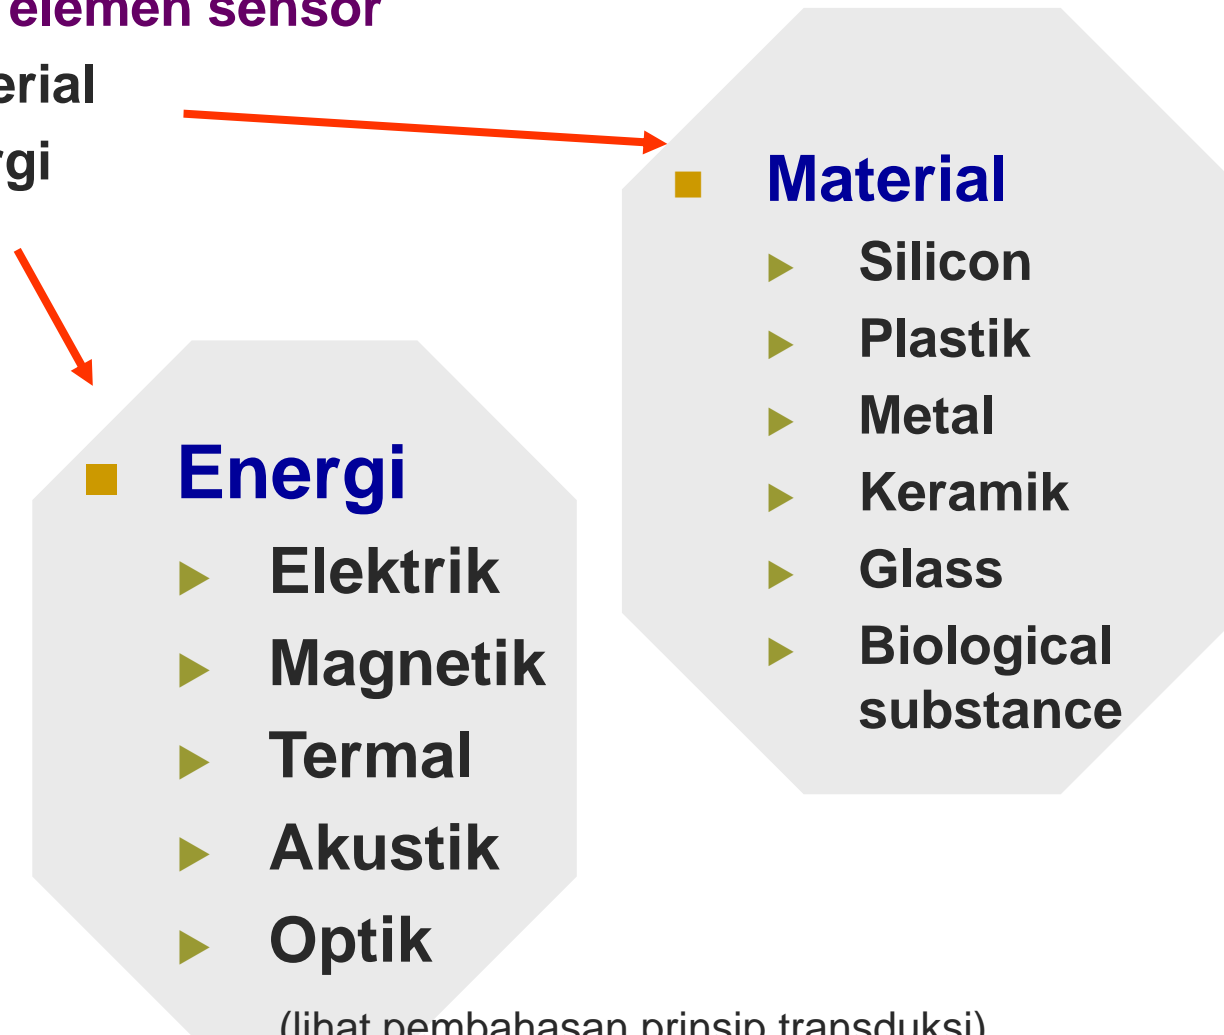 elemen sensor
erial
rgi
Material
Silicon
Plastik
Metal
Keramik
Glass
Biological
substance
Energi
Elektrik
Magnetik
Termal
Akustik
Optik
(lihat pembahasan prinsip transduksi)